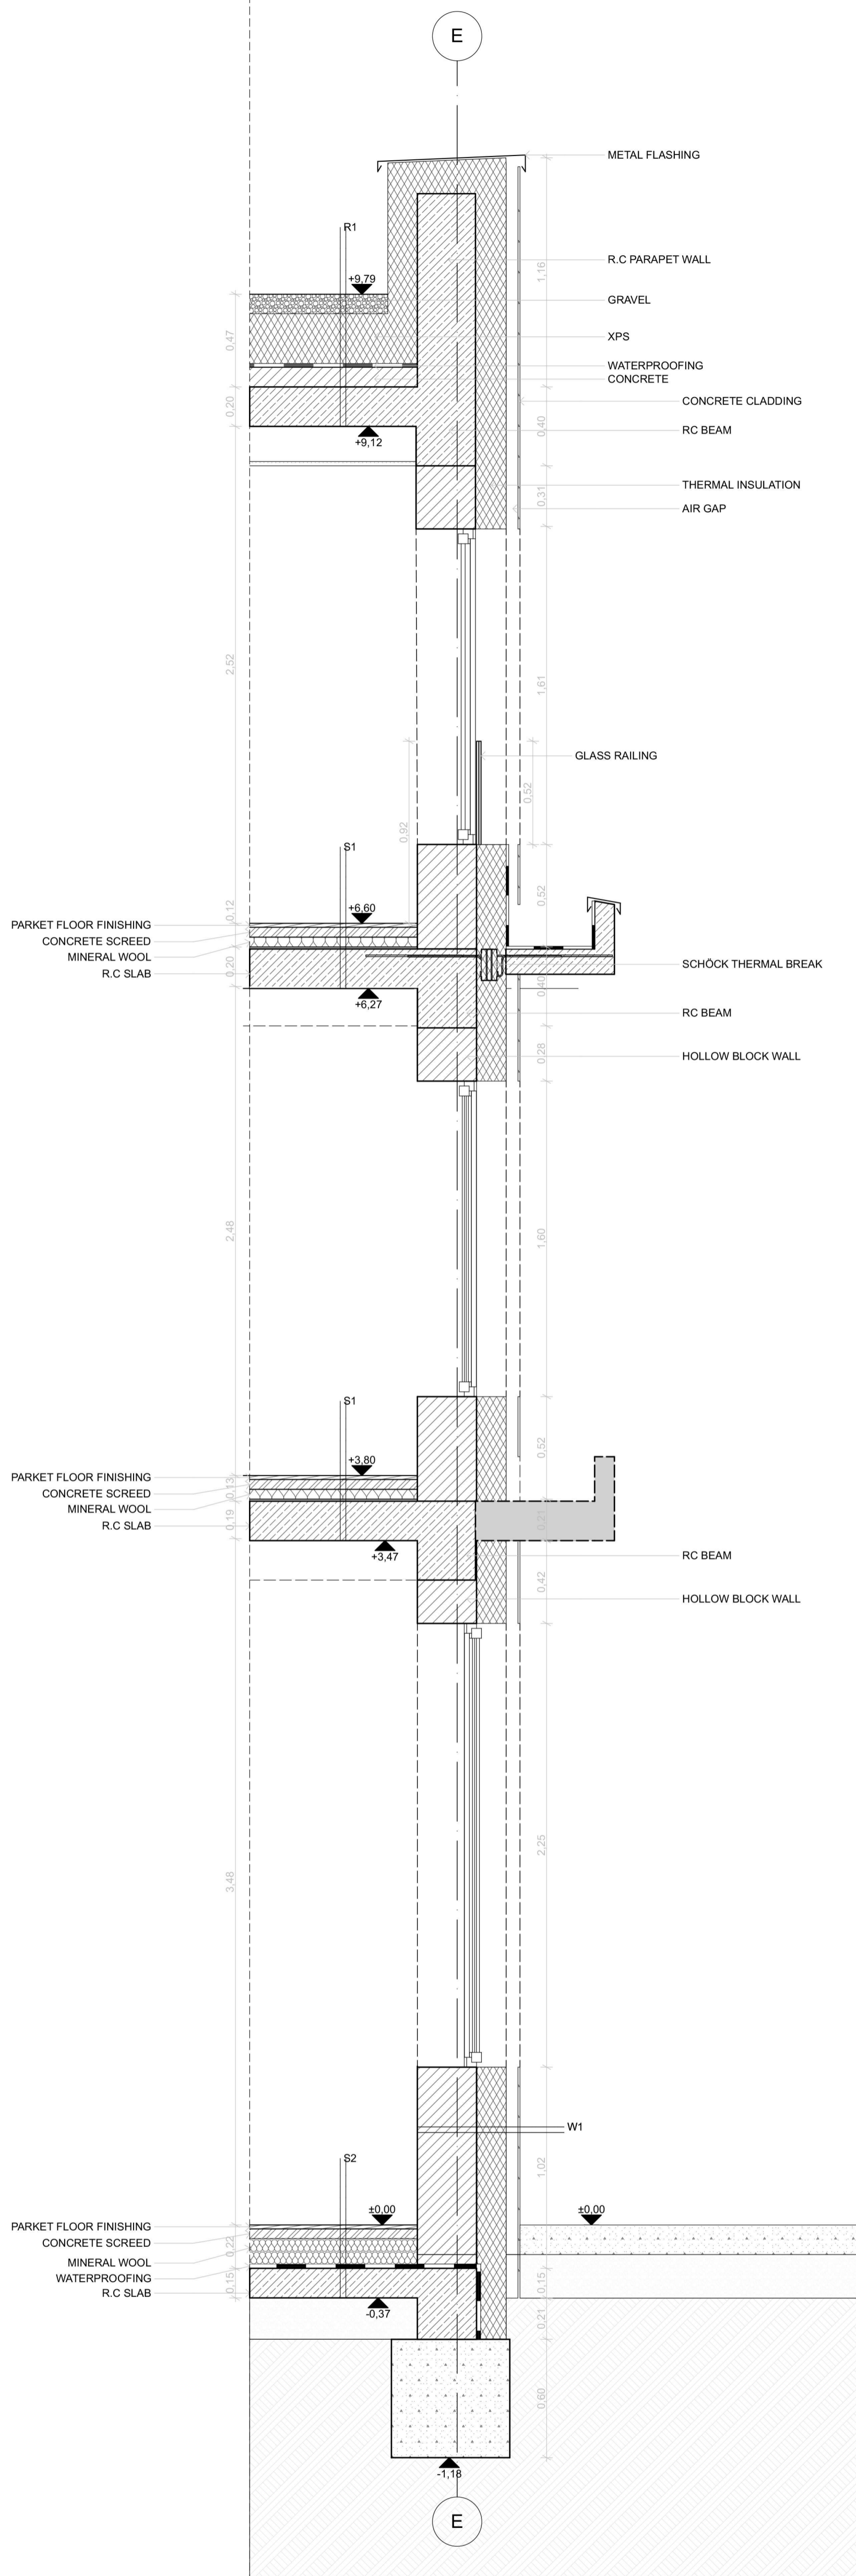 E
METAL FLASHING
R1
1,16
R.C PARAPET WALL
+9,79
GRAVEL
0,47
XPS
WATERPROOFING
CONCRETE
0,20
CONCRETE CLADDING
0,40
RC BEAM
+9,12
THERMAL INSULATION
0,31
AIR GAP
2,52
1,61
GLASS RAILING
0,52
0,92
S1
0,12
+6,60
0,52
PARKET FLOOR FINISHING
CONCRETE SCREED
MINERAL WOOL
0,20
R.C SLAB
SCHÖCK THERMAL BREAK
0,40
+6,27
RC BEAM
0,28
HOLLOW BLOCK WALL
2,48
1,60
S1
0,52
+3,80
PARKET FLOOR FINISHING
0,13
CONCRETE SCREED
MINERAL WOOL
0,19
R.C SLAB
0,21
+3,47
RC BEAM
0,42
HOLLOW BLOCK WALL
2,25
3,48
W1
S2
1,02
±0,00
±0,00
PARKET FLOOR FINISHING
0,22
CONCRETE SCREED
MINERAL WOOL
WATERPROOFING
0,15
R.C SLAB
0,15
-0,37
0,21
0,60
-1,18
E